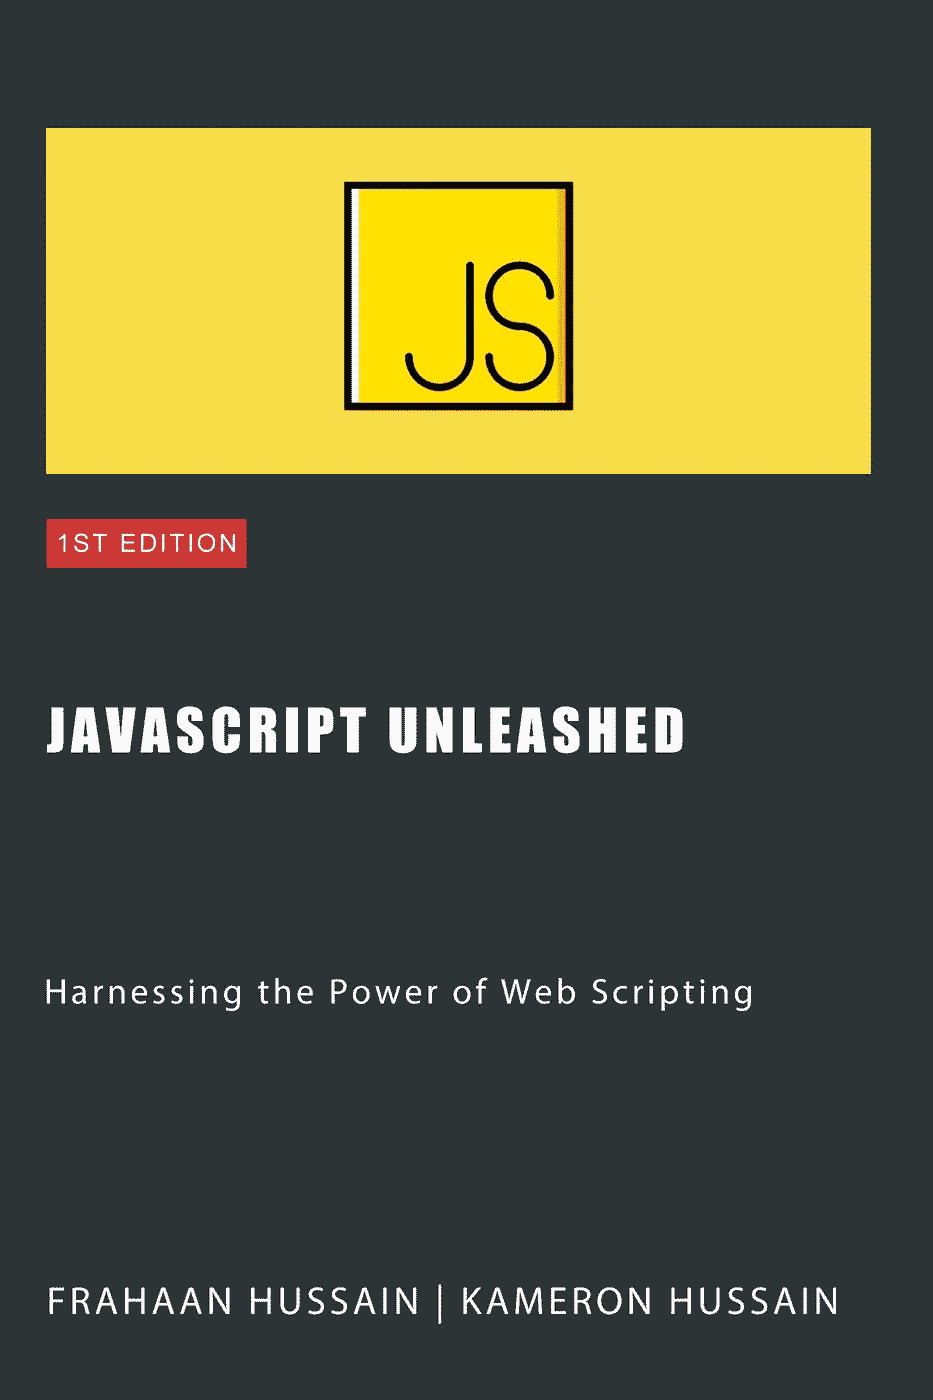 JS
1ST EDITION
JAVASCRIPT UNLEASHED
Harnessing the Power of Web Scripting
FRAHAAN HUSSAIN | KAMERON HUSSAIN